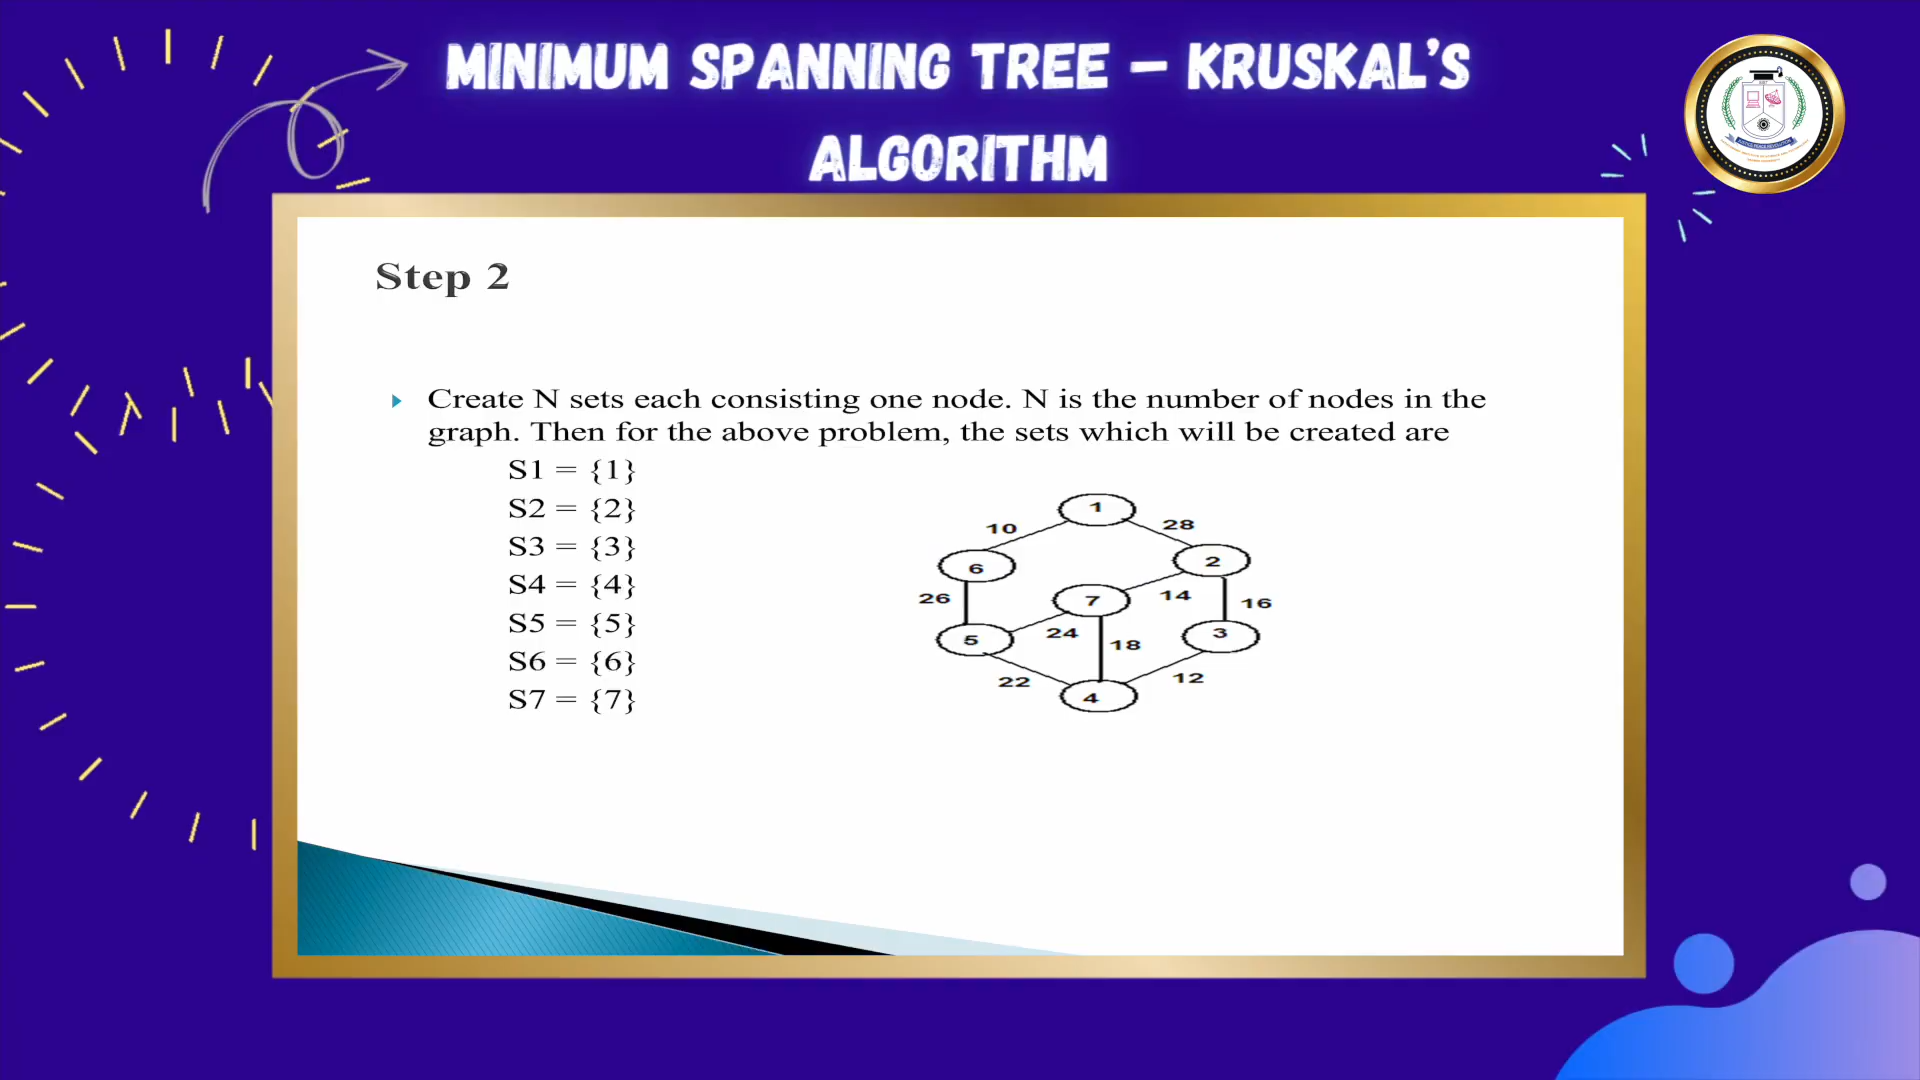 MINIMUM SPANNING TREE – KRUSKAL'S
ALGORITHM
Step 2
Create N sets each consisting one node. N is the number of nodes in the
graph. Then for the above problem, the sets which will be created are
S1 = {1}
S2 = {2}
S3 = {3}
S4 = {4}
S5 = {5}
S6 = {6}
S7 = {7}
1
10
28
6
2
26
7
14
16
5
24
18
3
22
12
4